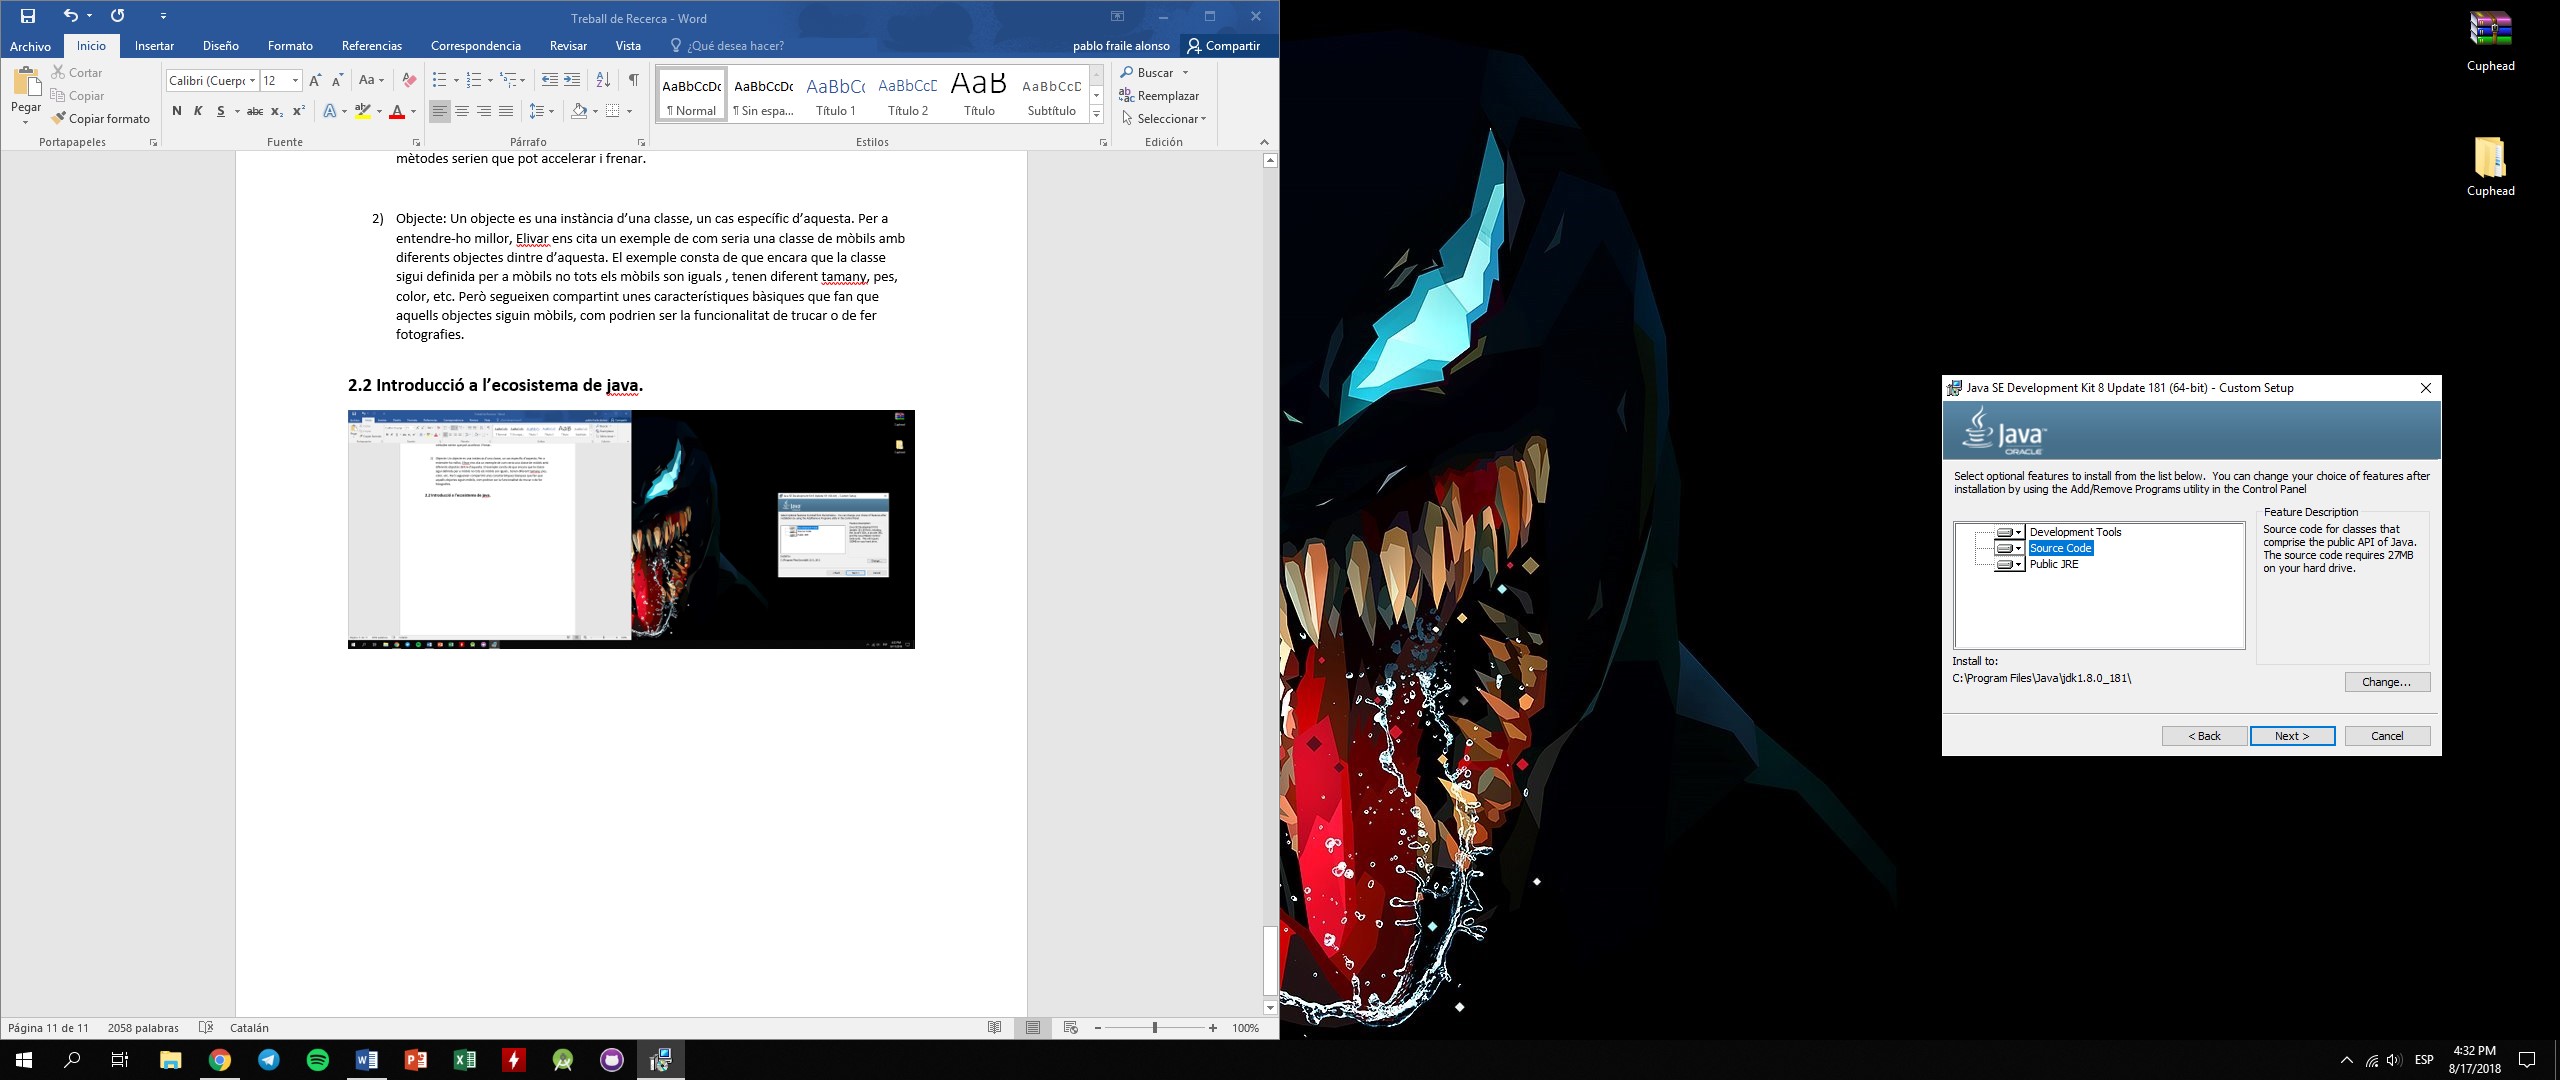 Treball de Recerca - Word
Archivo Inicio Insertar Diseño Formato Referencias Correspondencia Revisar Vista ¿Qué desea hacer? pablo fraile alonso Compartir
Pegar
Cortar
Copiar
Copiar formato
Portapapeles
Calibri (Cuerpo 12
N K S abc x₂ x²
Fuente
Párrafo
AaBbCcDc AaBbCcDc AaBbCc AaBbCcD AaB AaBbCcD
¶ Normal ¶ Sin espa... Título 1 Título 2 Título Subtítulo
Estilos
Buscar
Reemplazar
Seleccionar
Edición
mètodes serien que pot accelerar i frenar.
2) Objecte: Un objecte es una instància d’una classe, un cas específic d’aquesta. Per a
entendre-ho millor, Elivar ens cita un exemple de com seria una classe de mòbils amb
diferents objectes dintre d’aquesta. El exemple consta de que encara que la classe
sigui definida per a mòbils no tots els mòbils son iguals , tenen diferent tamany, pes,
color, etc. Però segueixen compartint unes característiques bàsiques que fan que
aquells objectes siguin mòbils, com podrien ser la funcionalitat de trucar o de fer
fotografies.
2.2 Introducció a l’ecosistema de java.
Página 11 de 11 2058 palabras Catalán 100%
Cuphead
Cuphead
Java SE Development Kit 8 Update 181 (64-bit) - Custom Setup
Java™
ORACLE
Select optional features to install from the list below. You can change your choice of features after
installation by using the Add/Remove Programs utility in the Control Panel
Development Tools
Source Code
Public JRE
Feature Description
Source code for classes that
comprise the public API of Java.
The source code requires 27MB
on your hard drive.
Install to:
C:\Program Files\Java\jdk1.8.0_181\
Change...
< Back Next > Cancel
ESP
4:32 PM
8/17/2018